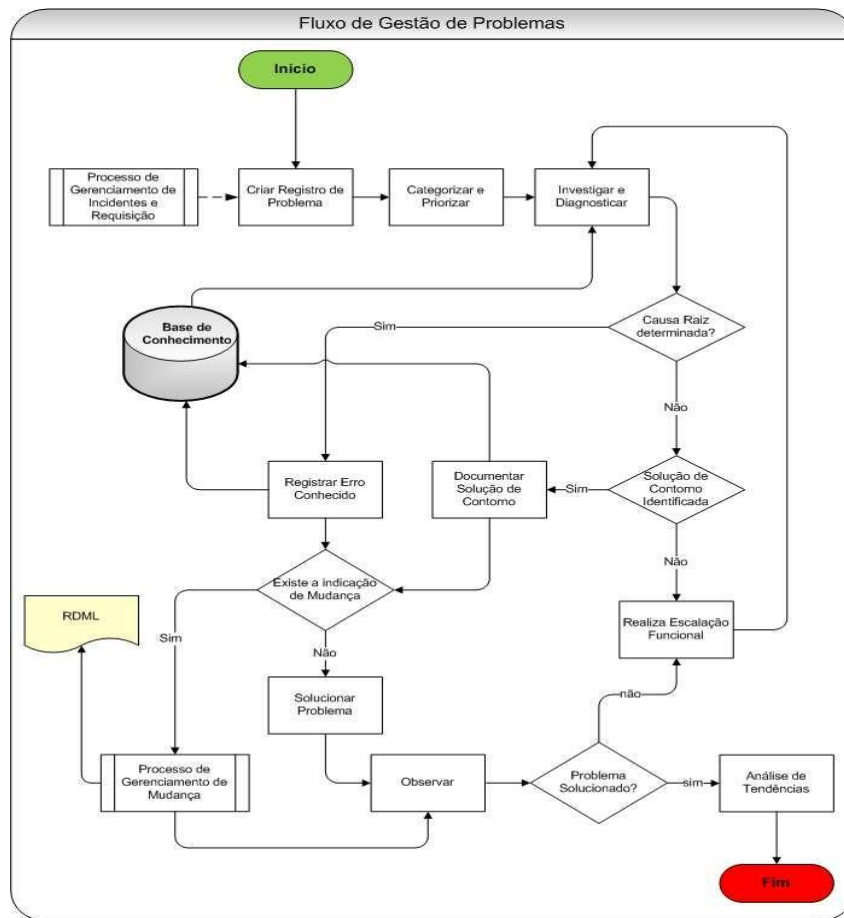 Fluxo de Gestão de Problemas
Inicio
Processo de
Gerenciamento de
Incidentes e
Requisição
Criar Registro de
Problema
Categorizar e
Priorizar
Investigar e
Diagnosticar
Base de
Conhecimento
Sim
Causa Raiz
determinada?
Não
Registrar Erro
Conhecido
Documentar
Solução de
Contorno
Sim
Solução de
Contorno
Identificada
Não
Existe a indicação
de Mudança
RDML
Sim
Não
Realiza Escalação
Funcional
Solucionar
Problema
não
Processo de
Gerenciamento de
Mudança
Observar
Problema
Solucionado?
sim
Análise de
Tendências
Fim